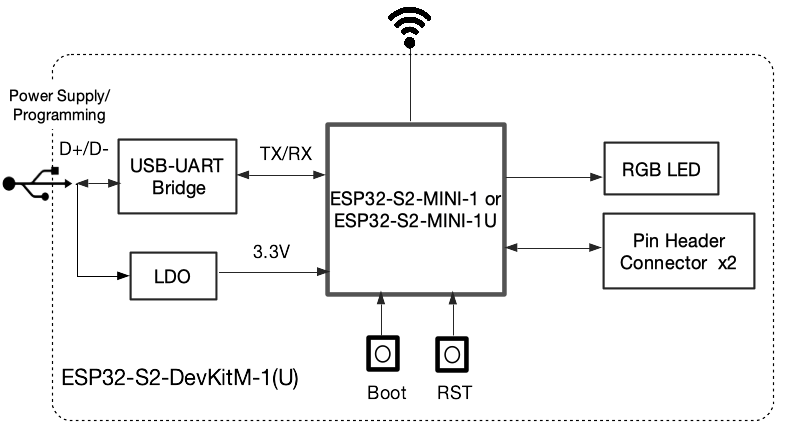 Power Supply/
Programming
D+/D-
USB-UART
Bridge
TX/RX
ESP32-S2-MINI-1 or
ESP32-S2-MINI-1U
RGB LED
Pin Header
Connector x2
LDO
3.3V
Boot
RST
ESP32-S2-DevKitM-1(U)